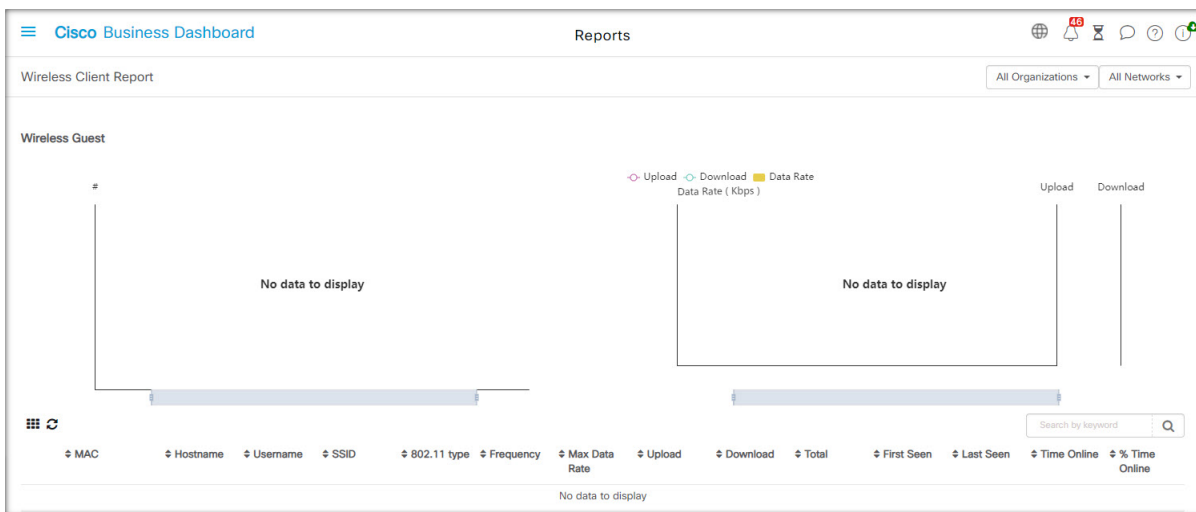 Cisco Business Dashboard
Reports
46
Wireless Client Report
All Organizations
All Networks
Wireless Guest
#
Upload Download Data Rate
Data Rate ( Kbps )
Upload
Download
No data to display
No data to display
Search by keyword
MAC Hostname Username SSID 802.11 type Frequency Max Data Rate Upload Download Total First Seen Last Seen Time Online % Time Online
No data to display